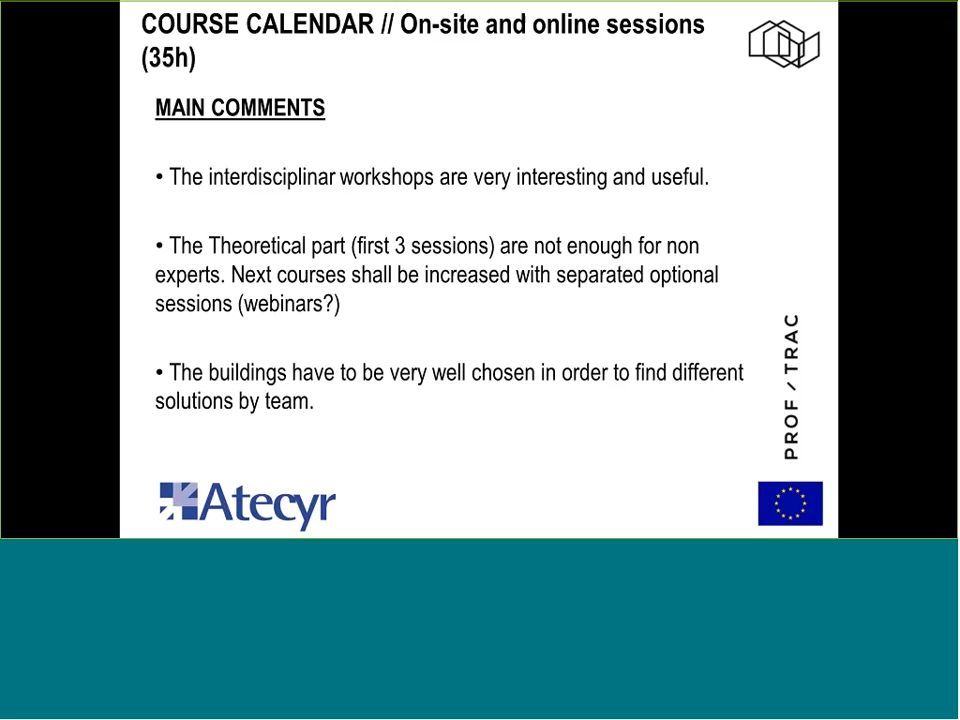 COURSE CALENDAR // On-site and online sessions
(35h)
MAIN COMMENTS
• The interdisciplinar workshops are very interesting and useful.
• The Theoretical part (first 3 sessions) are not enough for non
experts. Next courses shall be increased with separated optional
sessions (webinars?)
• The buildings have to be very well chosen in order to find different
solutions by team.
PROF / TRAC
Atecyr